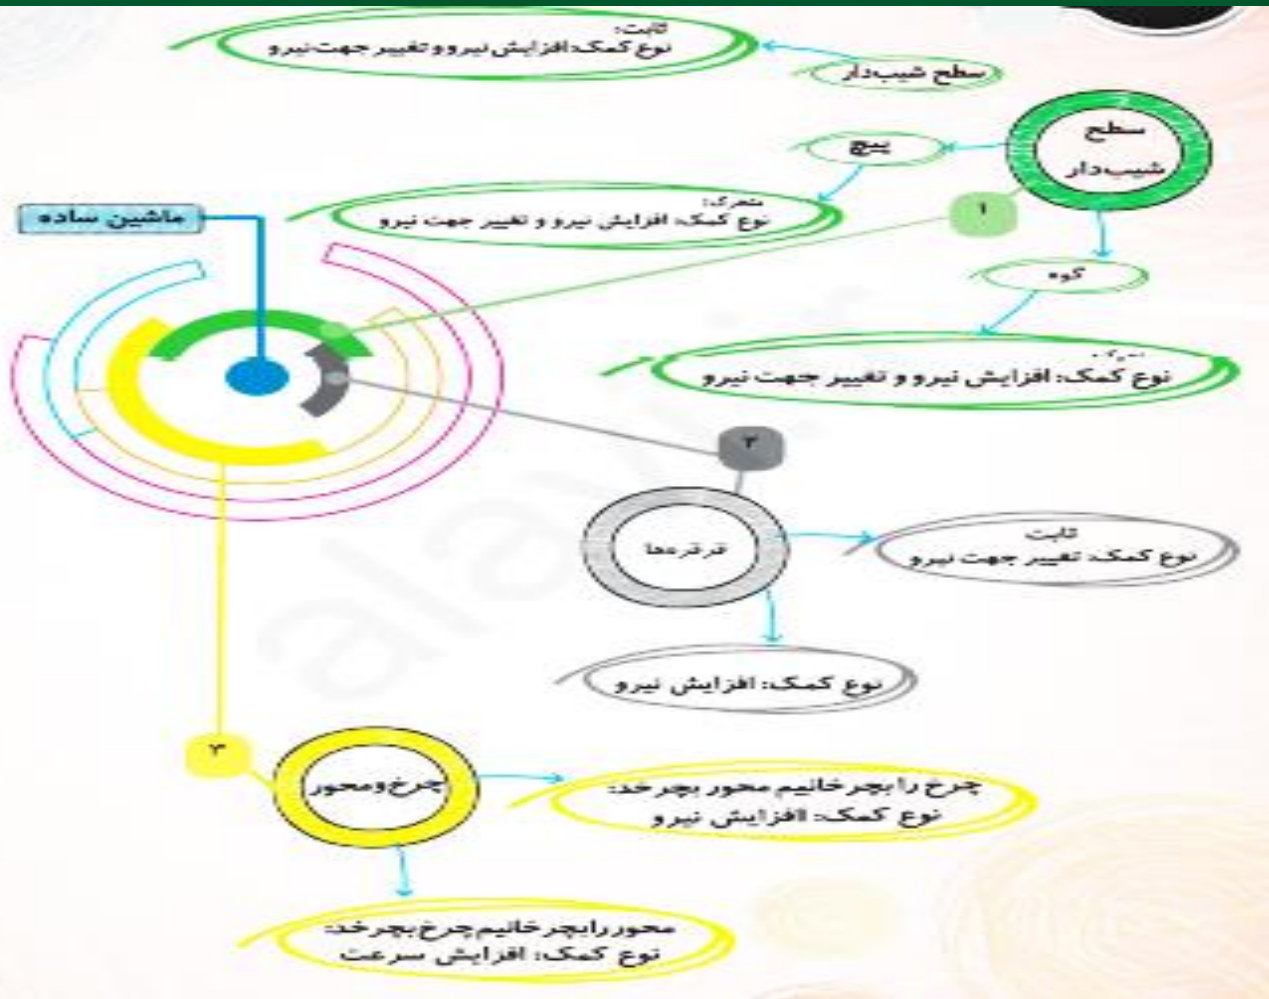 ثابت:
نوع کمک: افزایش نیرو و تغییر جهت نیرو
سطح شیب‌دار
سطح
شیب‌دار
پیچ
متحرک:
نوع کمک: افزایش نیرو و تغییر جهت نیرو
۱
ماشین ساده
گوه
نوع کمک: افزایش نیرو و تغییر جهت نیرو
۲
قرقره‌ها
ثابت
نوع کمک: تغییر جهت نیرو
نوع کمک: افزایش نیرو
۳
چرخ و محور
چرخ را بچرخانیم محور بچرخد:
نوع کمک: اافزایش نیرو
محور را بچرخانیم چرخ بچرخد:
نوع کمک: افزایش سرعت